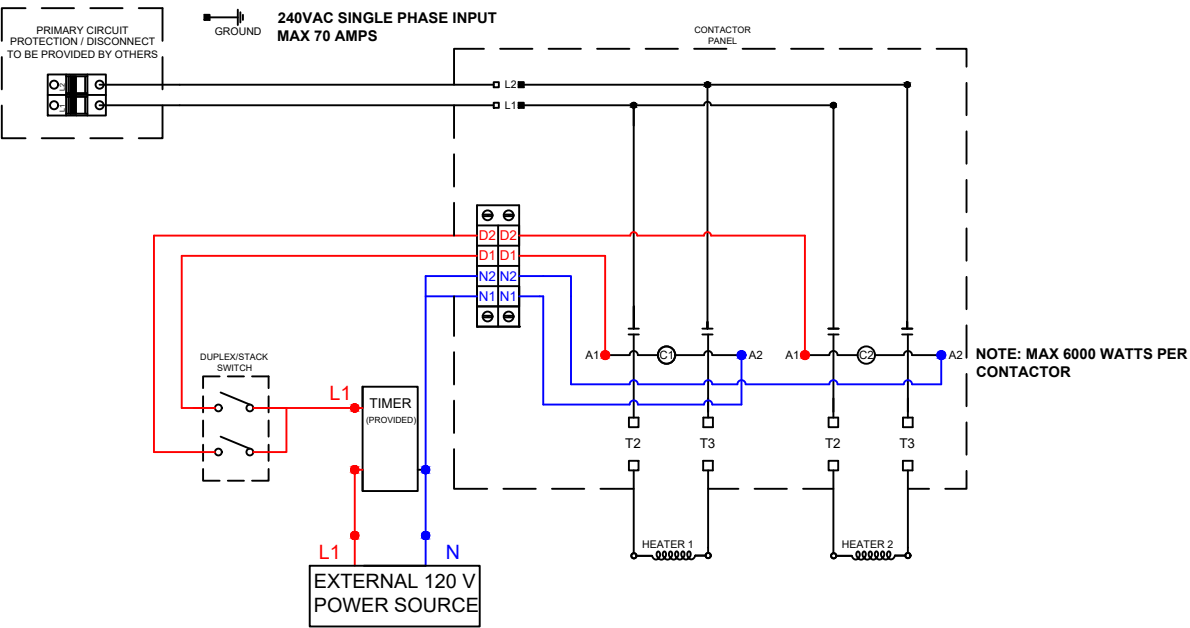 PRIMARY CIRCUIT
PROTECTION / DISCONNECT
TO BE PROVIDED BY OTHERS
GROUND
240VAC SINGLE PHASE INPUT
MAX 70 AMPS
CONTACTOR
PANEL
L2
L1
L2
L1
D2 D2
D1 D1
N2 N2
N1 N1
A1
C1
A2
A1
C2
A2
NOTE: MAX 6000 WATTS PER
CONTACTOR
DUPLEX/STACK
SWITCH
L1
TIMER
(PROVIDED)
T2
T3
T2
T3
L1
N
HEATER 1
HEATER 2
EXTERNAL 120 V
POWER SOURCE